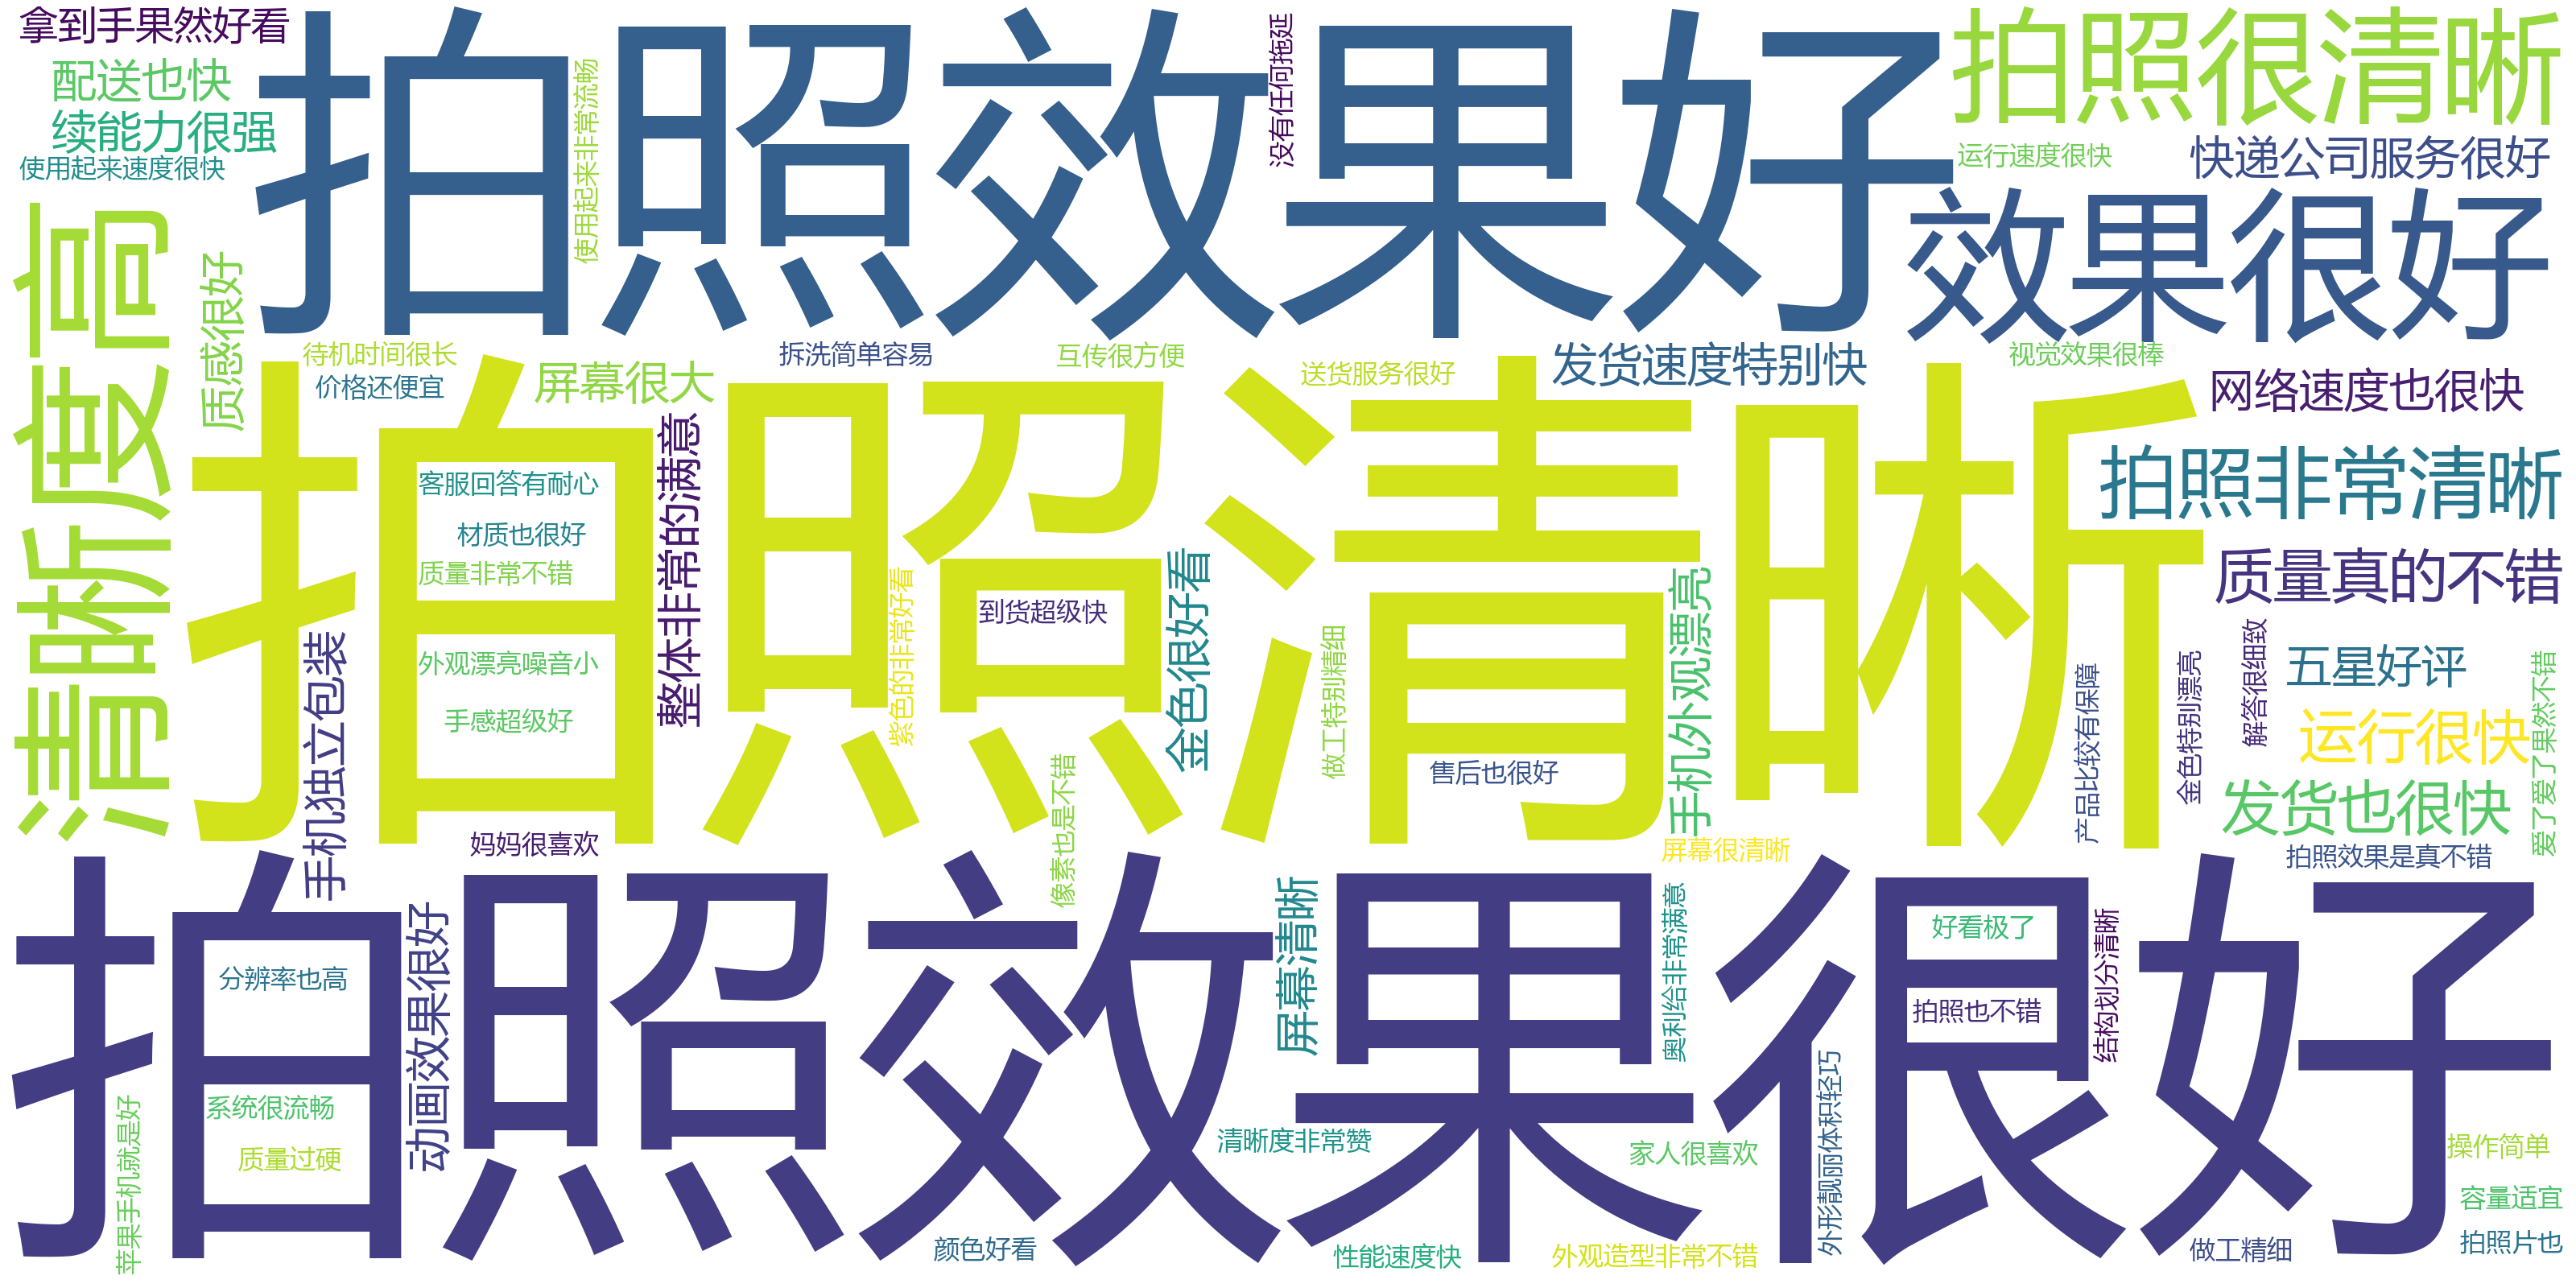 拿到手果然好看
配送也快
续能力很强
使用起来速度很快
拍照效果好
使用起来非常流畅
没有任何拖延
拍照很清晰
运行速度很快
快递公司服务很好
效果很好
清晰度高
质感很好
待机时间很长
价格还便宜
屏幕很大
拆洗简单容易
互传很方便
送货服务很好
发货速度特别快
视觉效果很棒
网络速度也很快
拍照清晰
客服回答有耐心
材质也很好
质量非常不错
外观漂亮噪音小
手感超级好
整体非常的满意
紫色的非常好看
到货超级快
金色很好看
做工特别精细
售后也很好
手机外观漂亮
拍照非常清晰
质量真的不错
五星好评
运行很快
发货也很快
解答很细致
金色特别漂亮
产品比较有保障
爱了爱了果然不错
拍照效果是真不错
手机独立包装
妈妈很喜欢
像素也是不错
屏幕很清晰
拍照效果很好
分辨率也高
系统很流畅
质量过硬
苹果手机就是好
动画效果很好
屏幕清晰
奥利给非常满意
好看极了
拍照也不错
结构划分清晰
外形靓丽体积轻巧
清晰度非常赞
家人很喜欢
颜色好看
性能速度快
外观造型非常不错
做工精细
操作简单
容量适宜
拍照片也